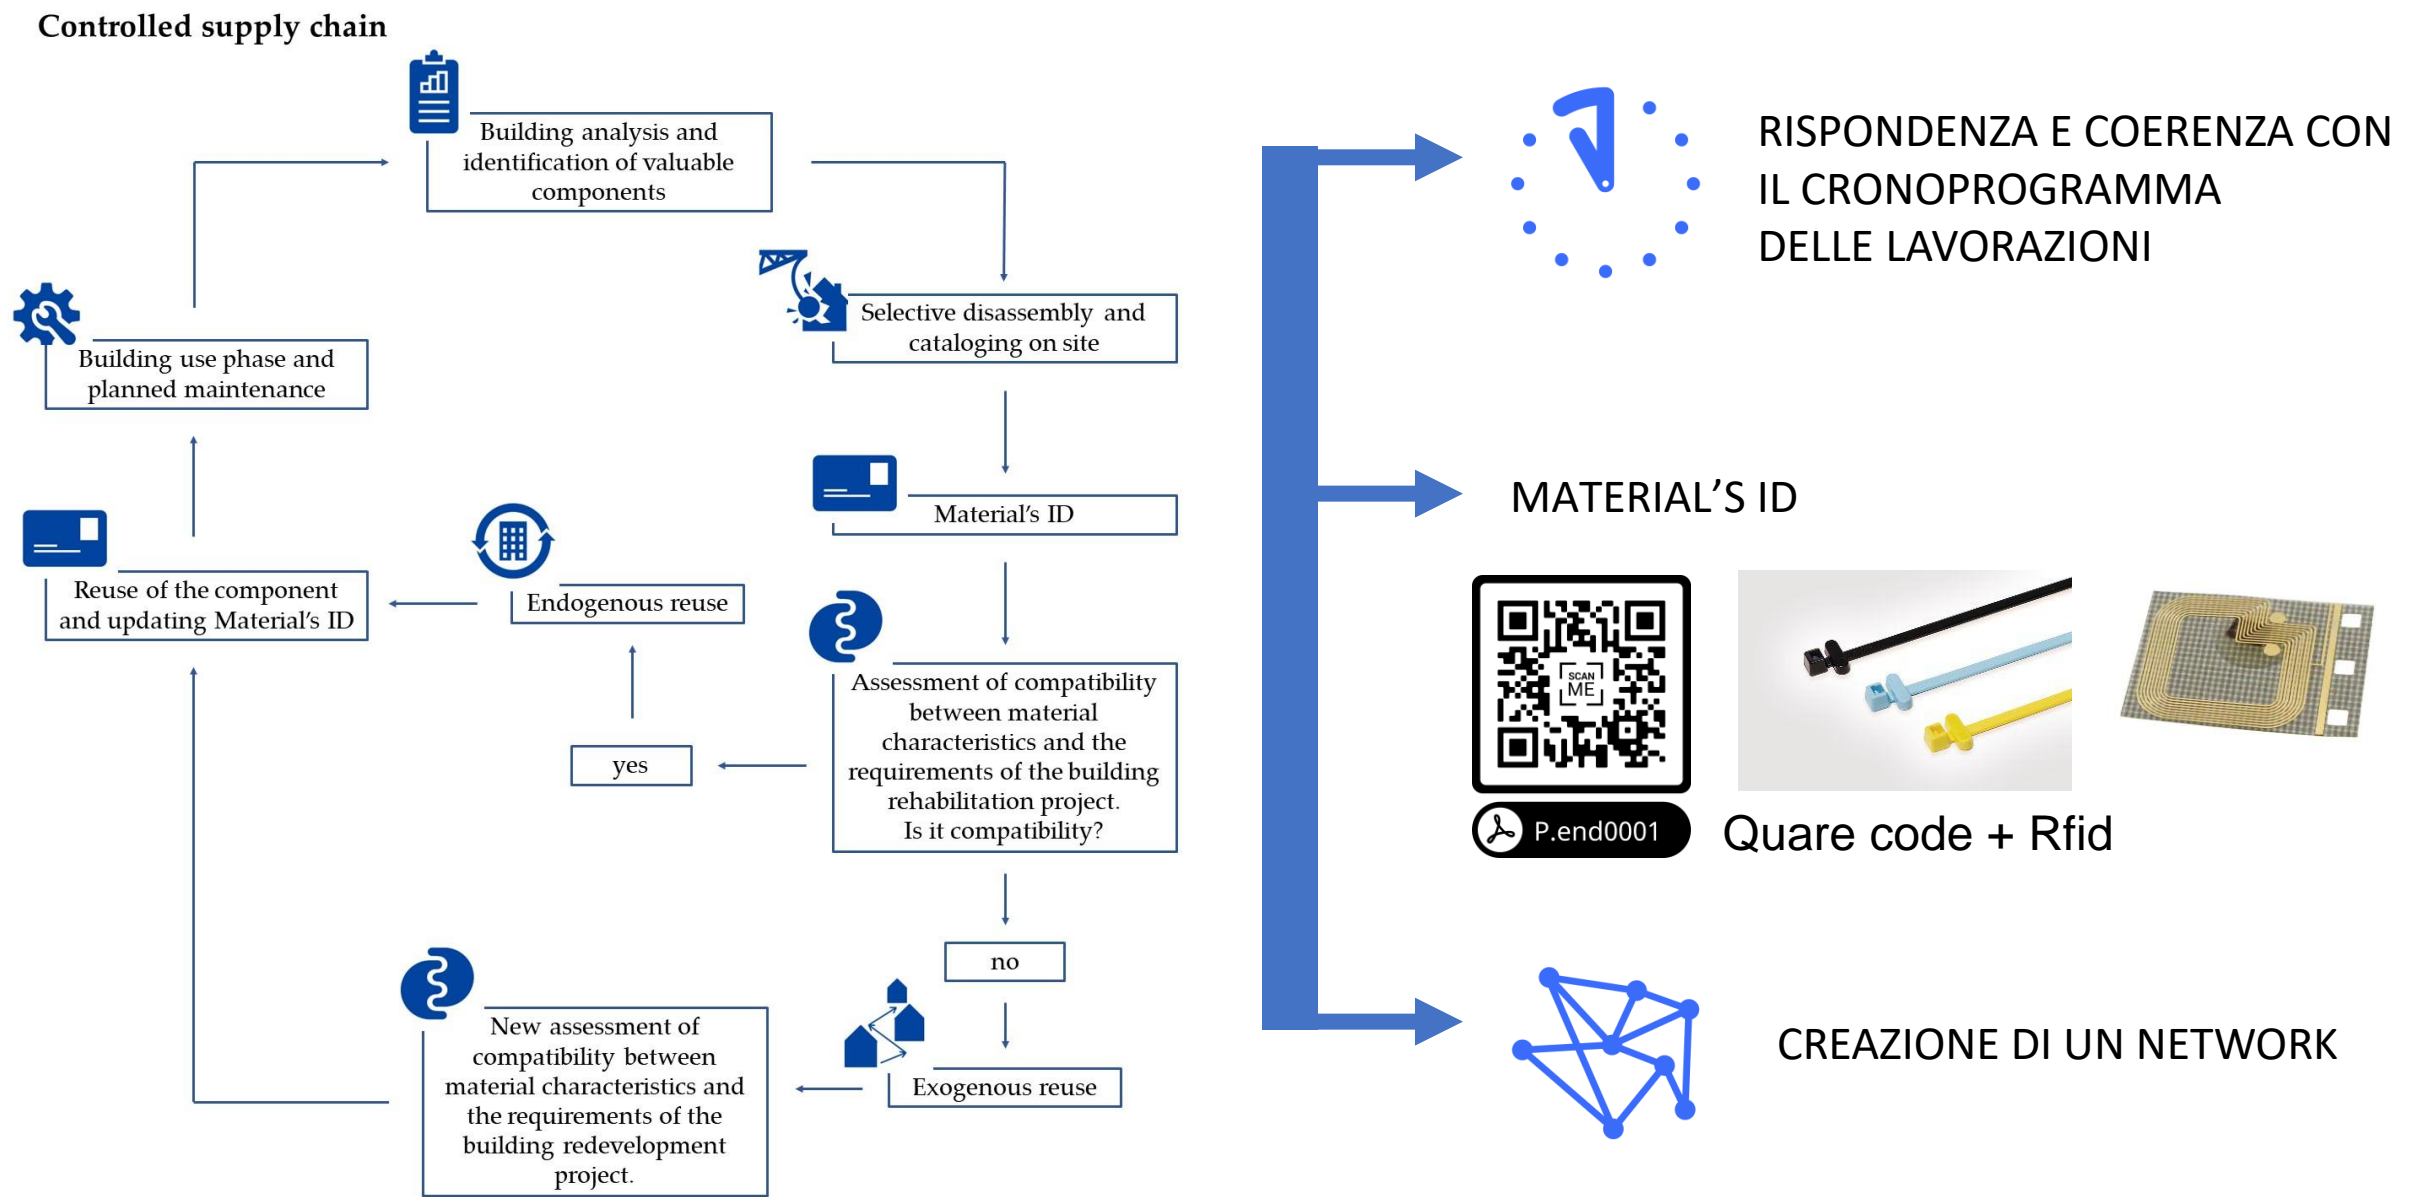 Controlled supply chain
Building analysis and
identification of valuable
components
Selective disassembly and
cataloging on site
Building use phase and
planned maintenance
Material's ID
Reuse of the component
and updating Material's ID
Endogenous reuse
Assessment of compatibility
between material
characteristics and the
requirements of the building
rehabilitation project.
Is it compatibility?
yes
no
Exogenous reuse
New assessment of
compatibility between
material characteristics and
the requirements of the
building redevelopment
project.
RISPONDENZA E COERENZA CON
IL CRONOPROGRAMMA
DELLE LAVORAZIONI
MATERIAL’S ID
SCAN
ME
P.end0001
Quare code + Rfid
CREAZIONE DI UN NETWORK